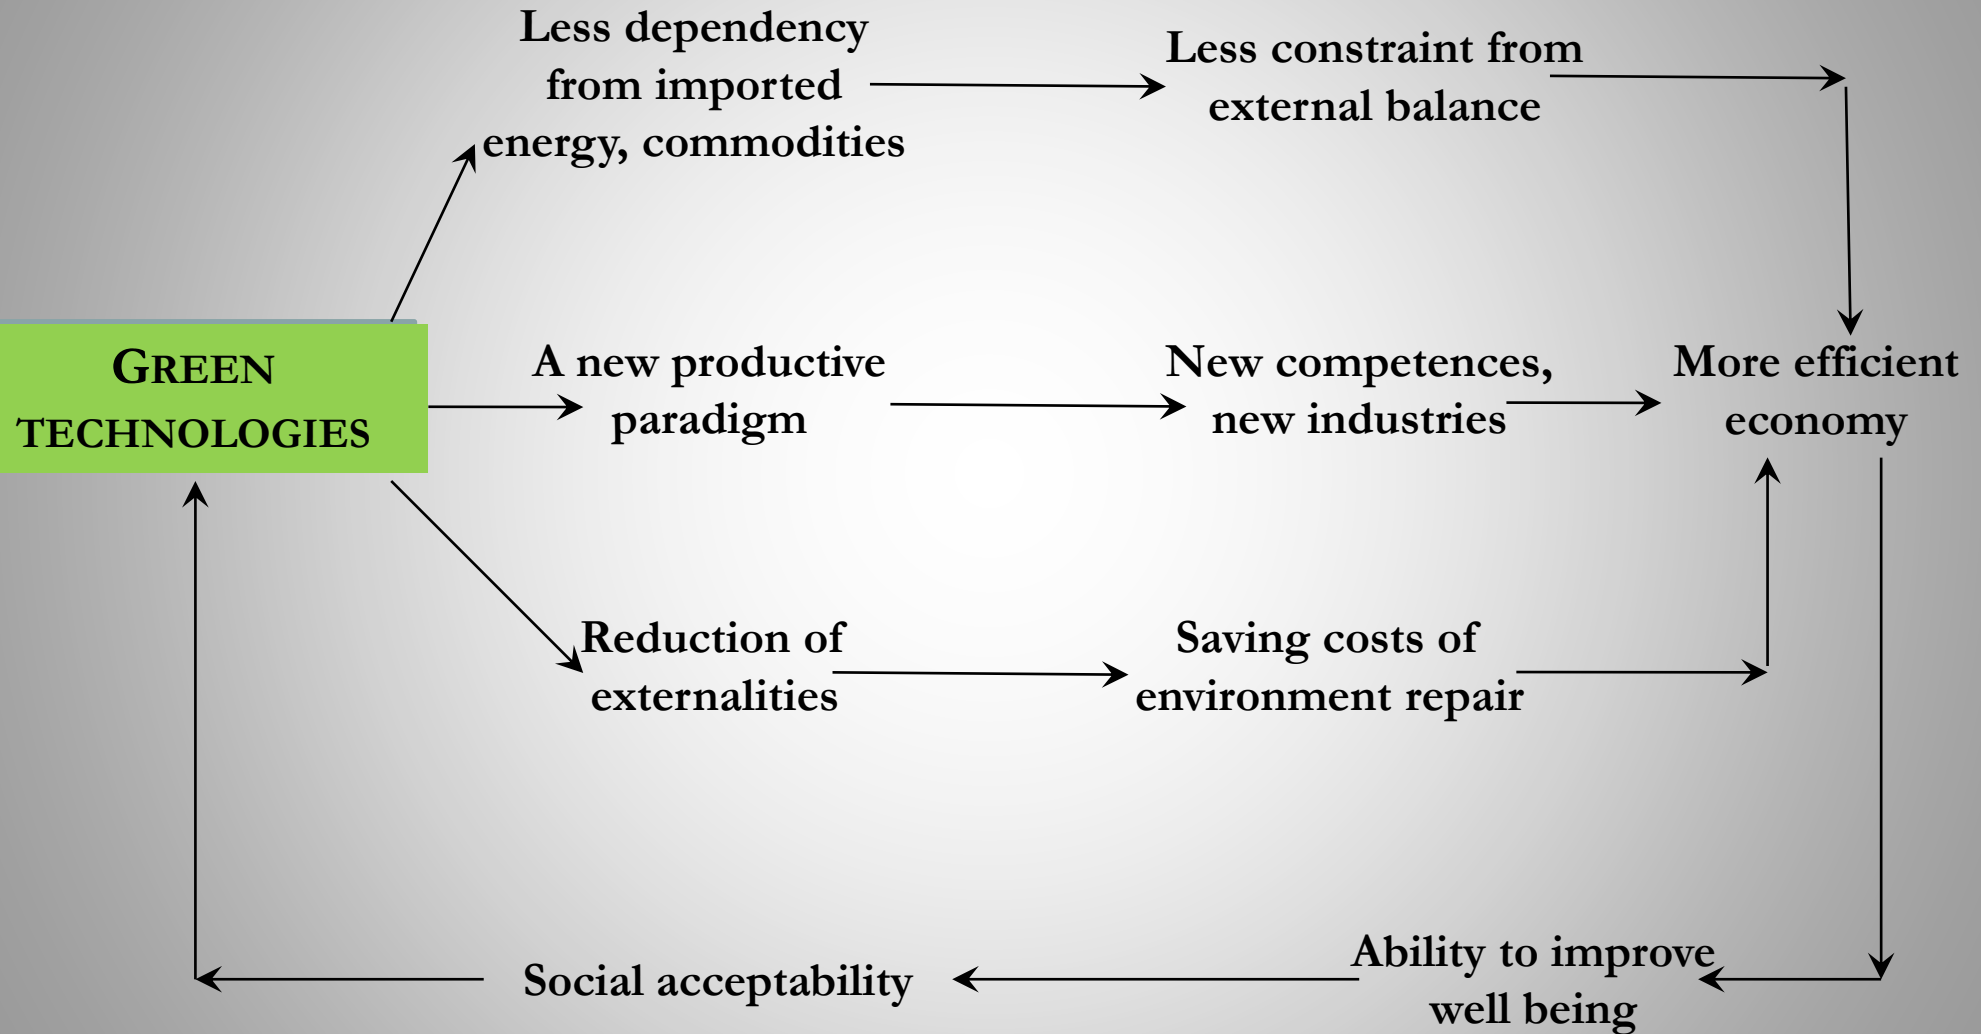 Less dependency
from imported
energy, commodities
Less constraint from
external balance
GREEN
TECHNOLOGIES
A new productive
paradigm
New competences,
new industries
More efficient
economy
Reduction of
externalities
Saving costs of
environment repair
Social acceptability
Ability to improve
well being